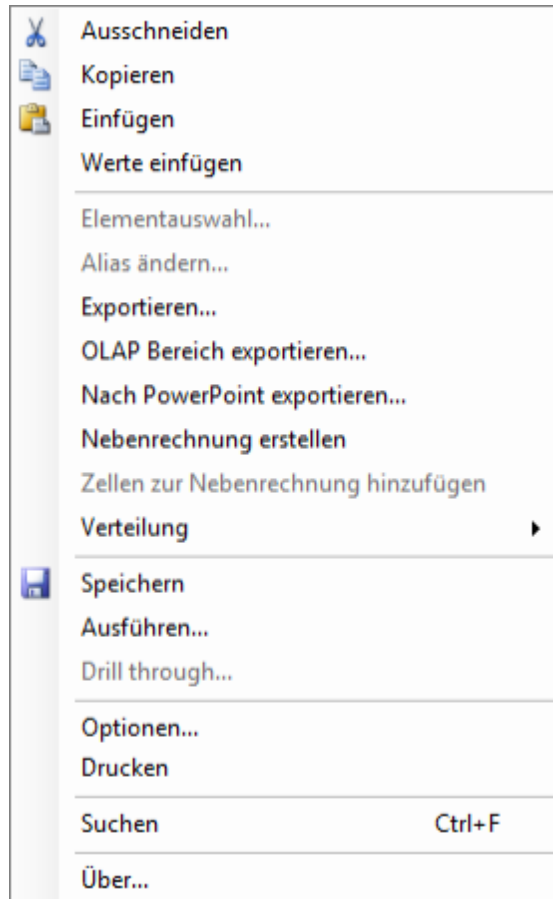 Ausschneiden
Kopieren
Einfügen
Werte einfügen
Elementauswahl...
Alias ändern...
Exportieren...
OLAP Bereich exportieren...
Nach PowerPoint exportieren...
Nebenrechnung erstellen
Zellen zur Nebenrechnung hinzufügen
Verteilung
Speichern
Ausführen...
Drill through...
Optionen...
Drucken
Suchen Ctrl+F
Über...